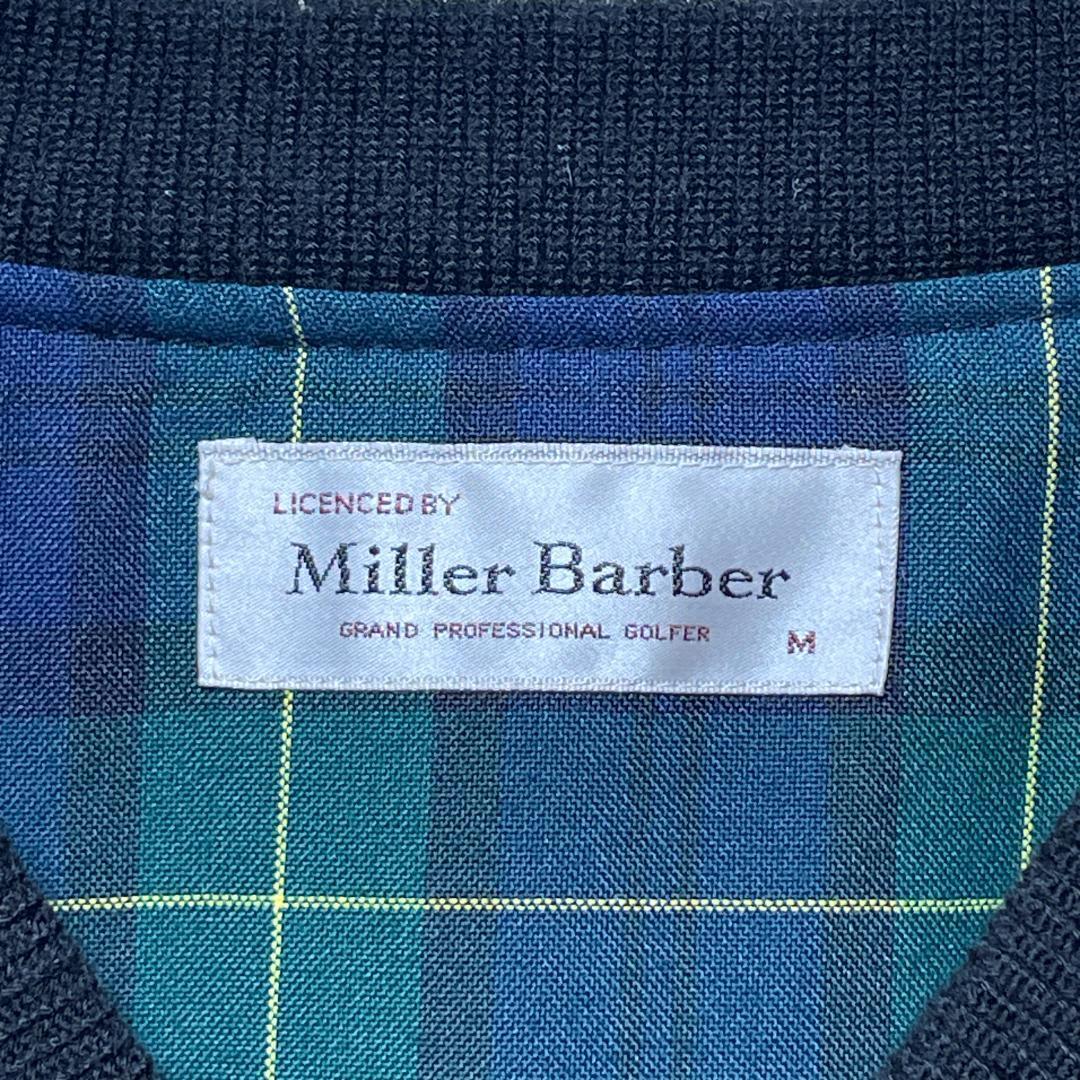 LICENCED BY
Miller Barber
GRAND PROFESSIONAL GOLFER
M